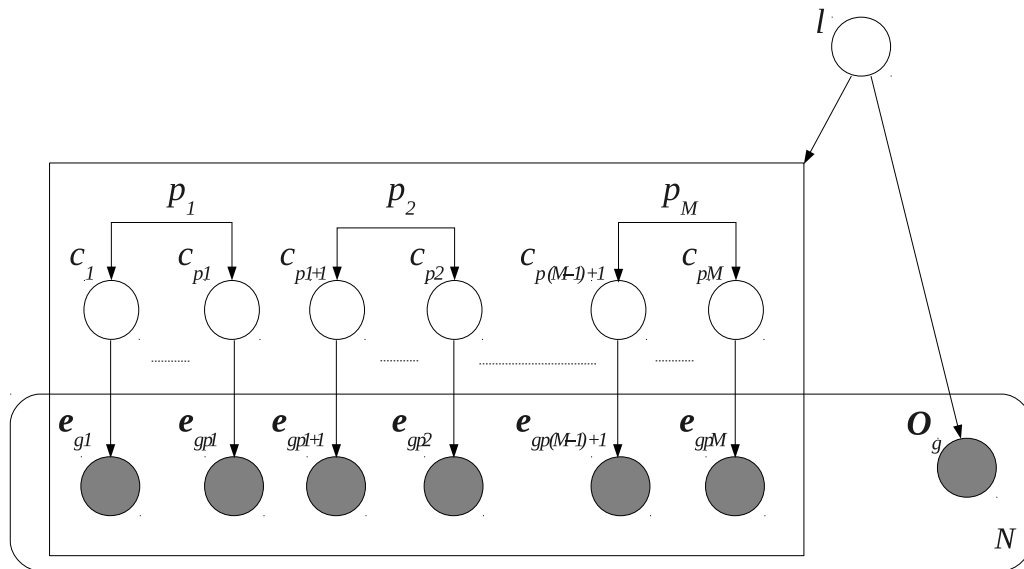 l
p1 p2 pM
c1 cp1 cp1+1 cp2 cp(M-1)+1 cpM
eg1 egp1 egp1+1 egp2 egp(M-1)+1 egpM Og
N